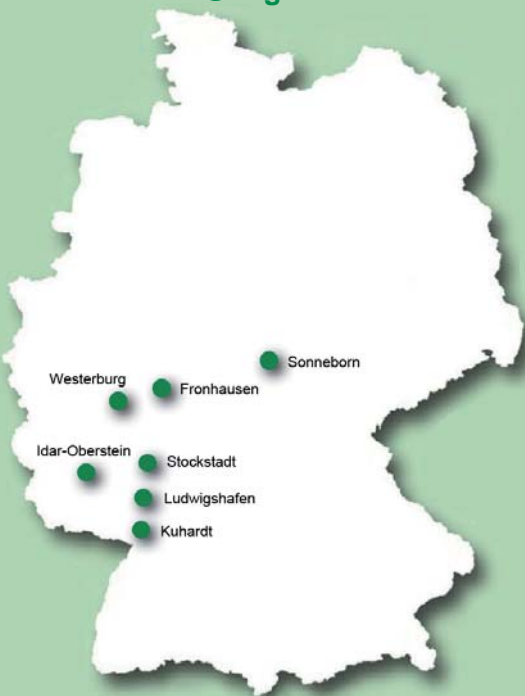 Sonneborn
Westerburg
Fronhausen
Idar-Oberstein
Stockstadt
Ludwigshafen
Kuhardt